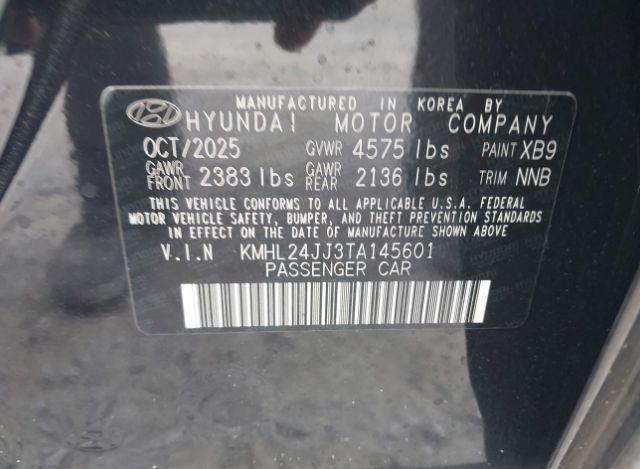 MANUFACTURED IN KOREA BY
HYUNDAI MOTOR COMPANY
OCT/2025 GVWR 4575 lbs PAINT XB9
GAWR FRONT 2383 lbs GAWR REAR 2136 lbs TRIM NNB
THIS VEHICLE CONFORMS TO ALL APPLICABLE U.S.A. FEDERAL
MOTOR VEHICLE SAFETY, BUMPER, AND THEFT PREVENTION STANDARDS
IN EFFECT ON THE DATE OF MANUFACTURE SHOWN ABOVE
V.I.N KMHL24JJ3TA145601
PASSENGER CAR